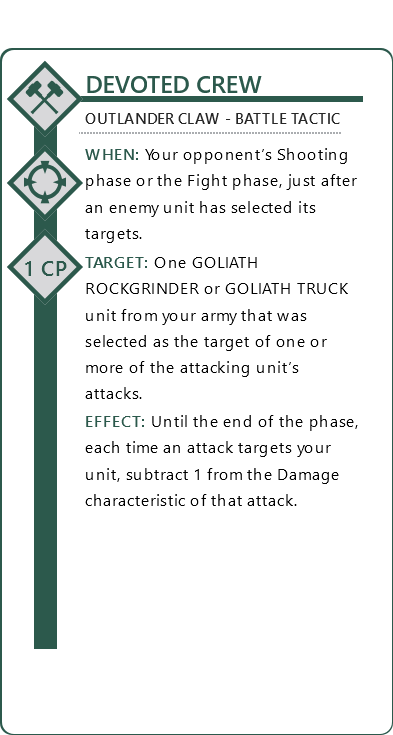 DEVOTED CREW
OUTLANDER CLAW - BATTLE TACTIC
WHEN: Your opponent's Shooting
phase or the Fight phase, just after
an enemy unit has selected its
targets.
1 CP
TARGET: One GOLIATH
ROCKGRINDER or GOLIATH TRUCK
unit from your army that was
selected as the target of one or
more of the attacking unit's
attacks.
EFFECT: Until the end of the phase,
each time an attack targets your
unit, subtract 1 from the Damage
characteristic of that attack.